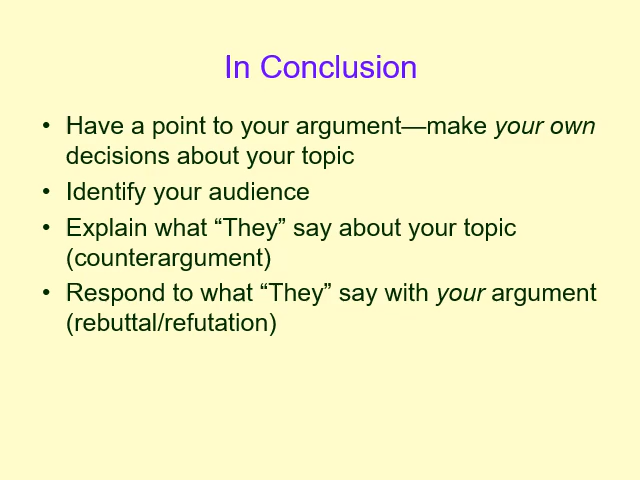 In Conclusion
• Have a point to your argument—make your own
decisions about your topic
• Identify your audience
• Explain what “They” say about your topic
(counterargument)
• Respond to what “They” say with your argument
(rebuttal/refutation)